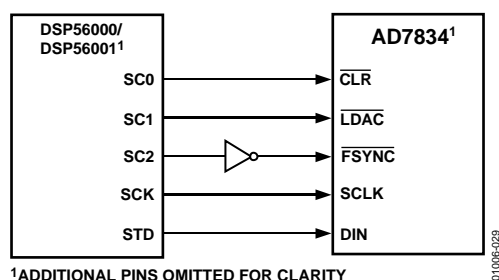 DSP56000/
DSP56001¹
AD7834¹
SC0
CLR
SC1
LDAC
SC2
FSYNC
SCK
SCLK
STD
DIN
¹ADDITIONAL PINS OMITTED FOR CLARITY
01006-029